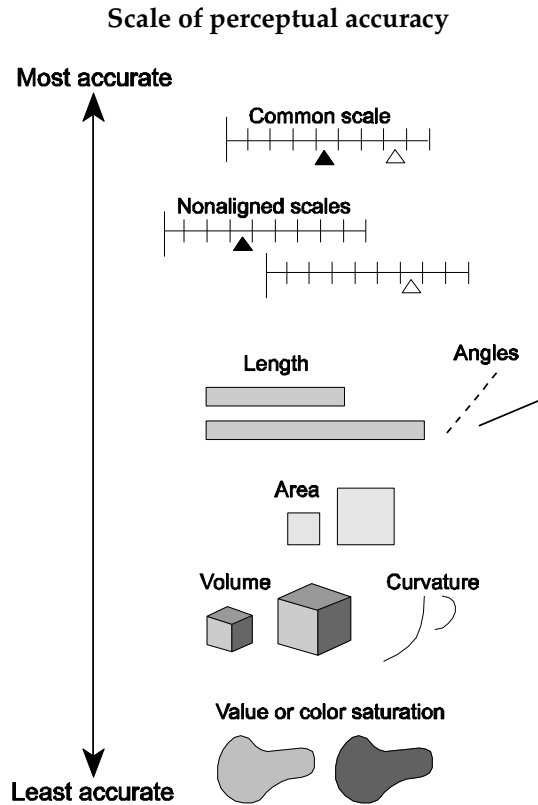 Scale of perceptual accuracy
Most accurate
Common scale
Nonaligned scales
Length
Angles
Area
Volume
Curvature
Value or color saturation
Least accurate